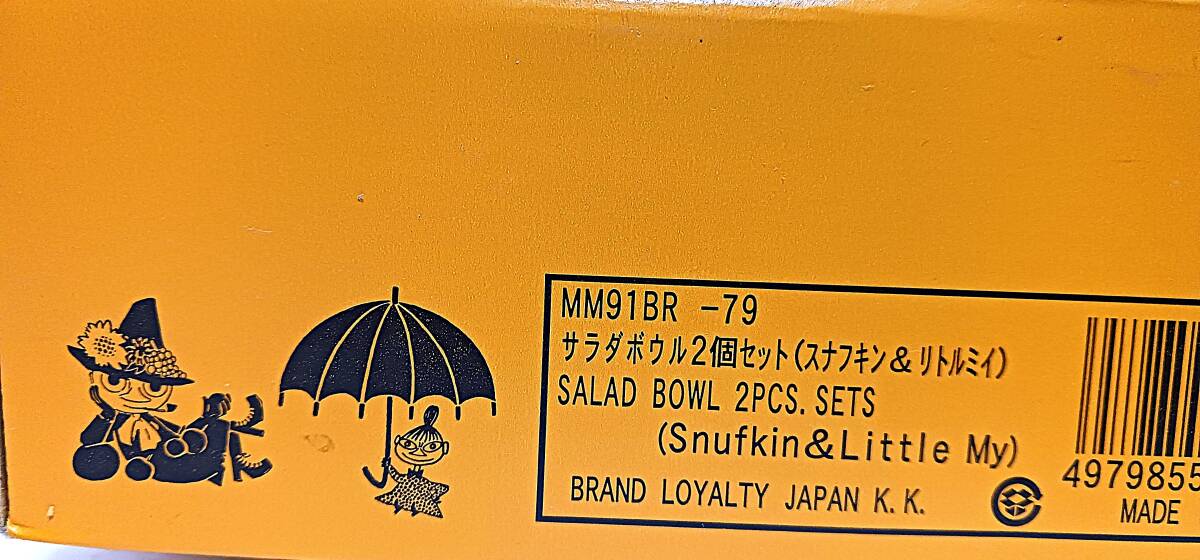 MM91BR -79
サラダボウル2個セット(スナフキン&リトルミイ)
SALAD BOWL 2PCS. SETS
(Snufkin&Little My)
BRAND LOYALTY JAPAN K.K.
4979855
MADE